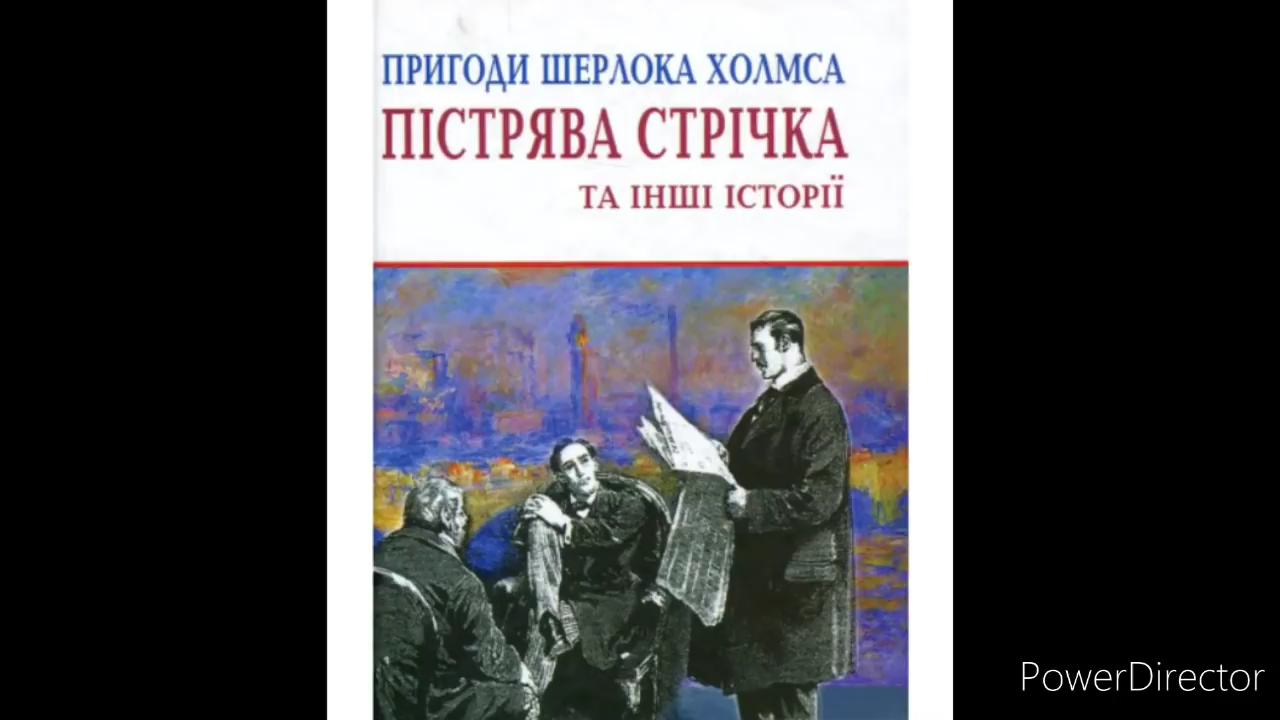 ПРИГОДИ ШЕРЛОКА ХОЛМСА
ПІСТРЯВА СТРІЧКА
ТА ІНШІ ІСТОРІЇ
PowerDirector